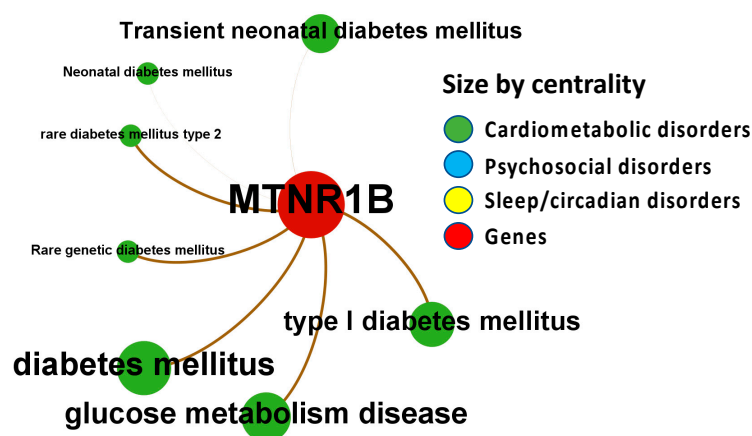 Transient neonatal diabetes mellitus
Neonatal diabetes mellitus
rare diabetes mellitus type 2
MTNR1B
Rare genetic diabetes mellitus
type I diabetes mellitus
diabetes mellitus
glucose metabolism disease
Size by centrality
Cardiometabolic disorders
Psychosocial disorders
Sleep/circadian disorders
Genes